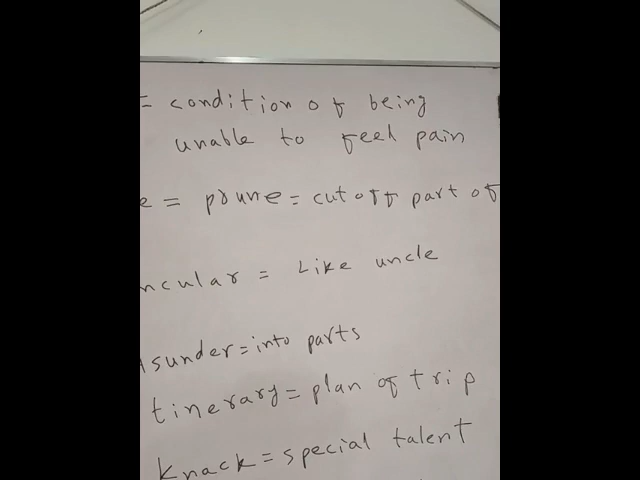 = condition of being
unable to feel pain
e = prune = cut off part of
ncular = Like uncle
sunder = into parts
tinerary = plan of trip
Knack = special talent